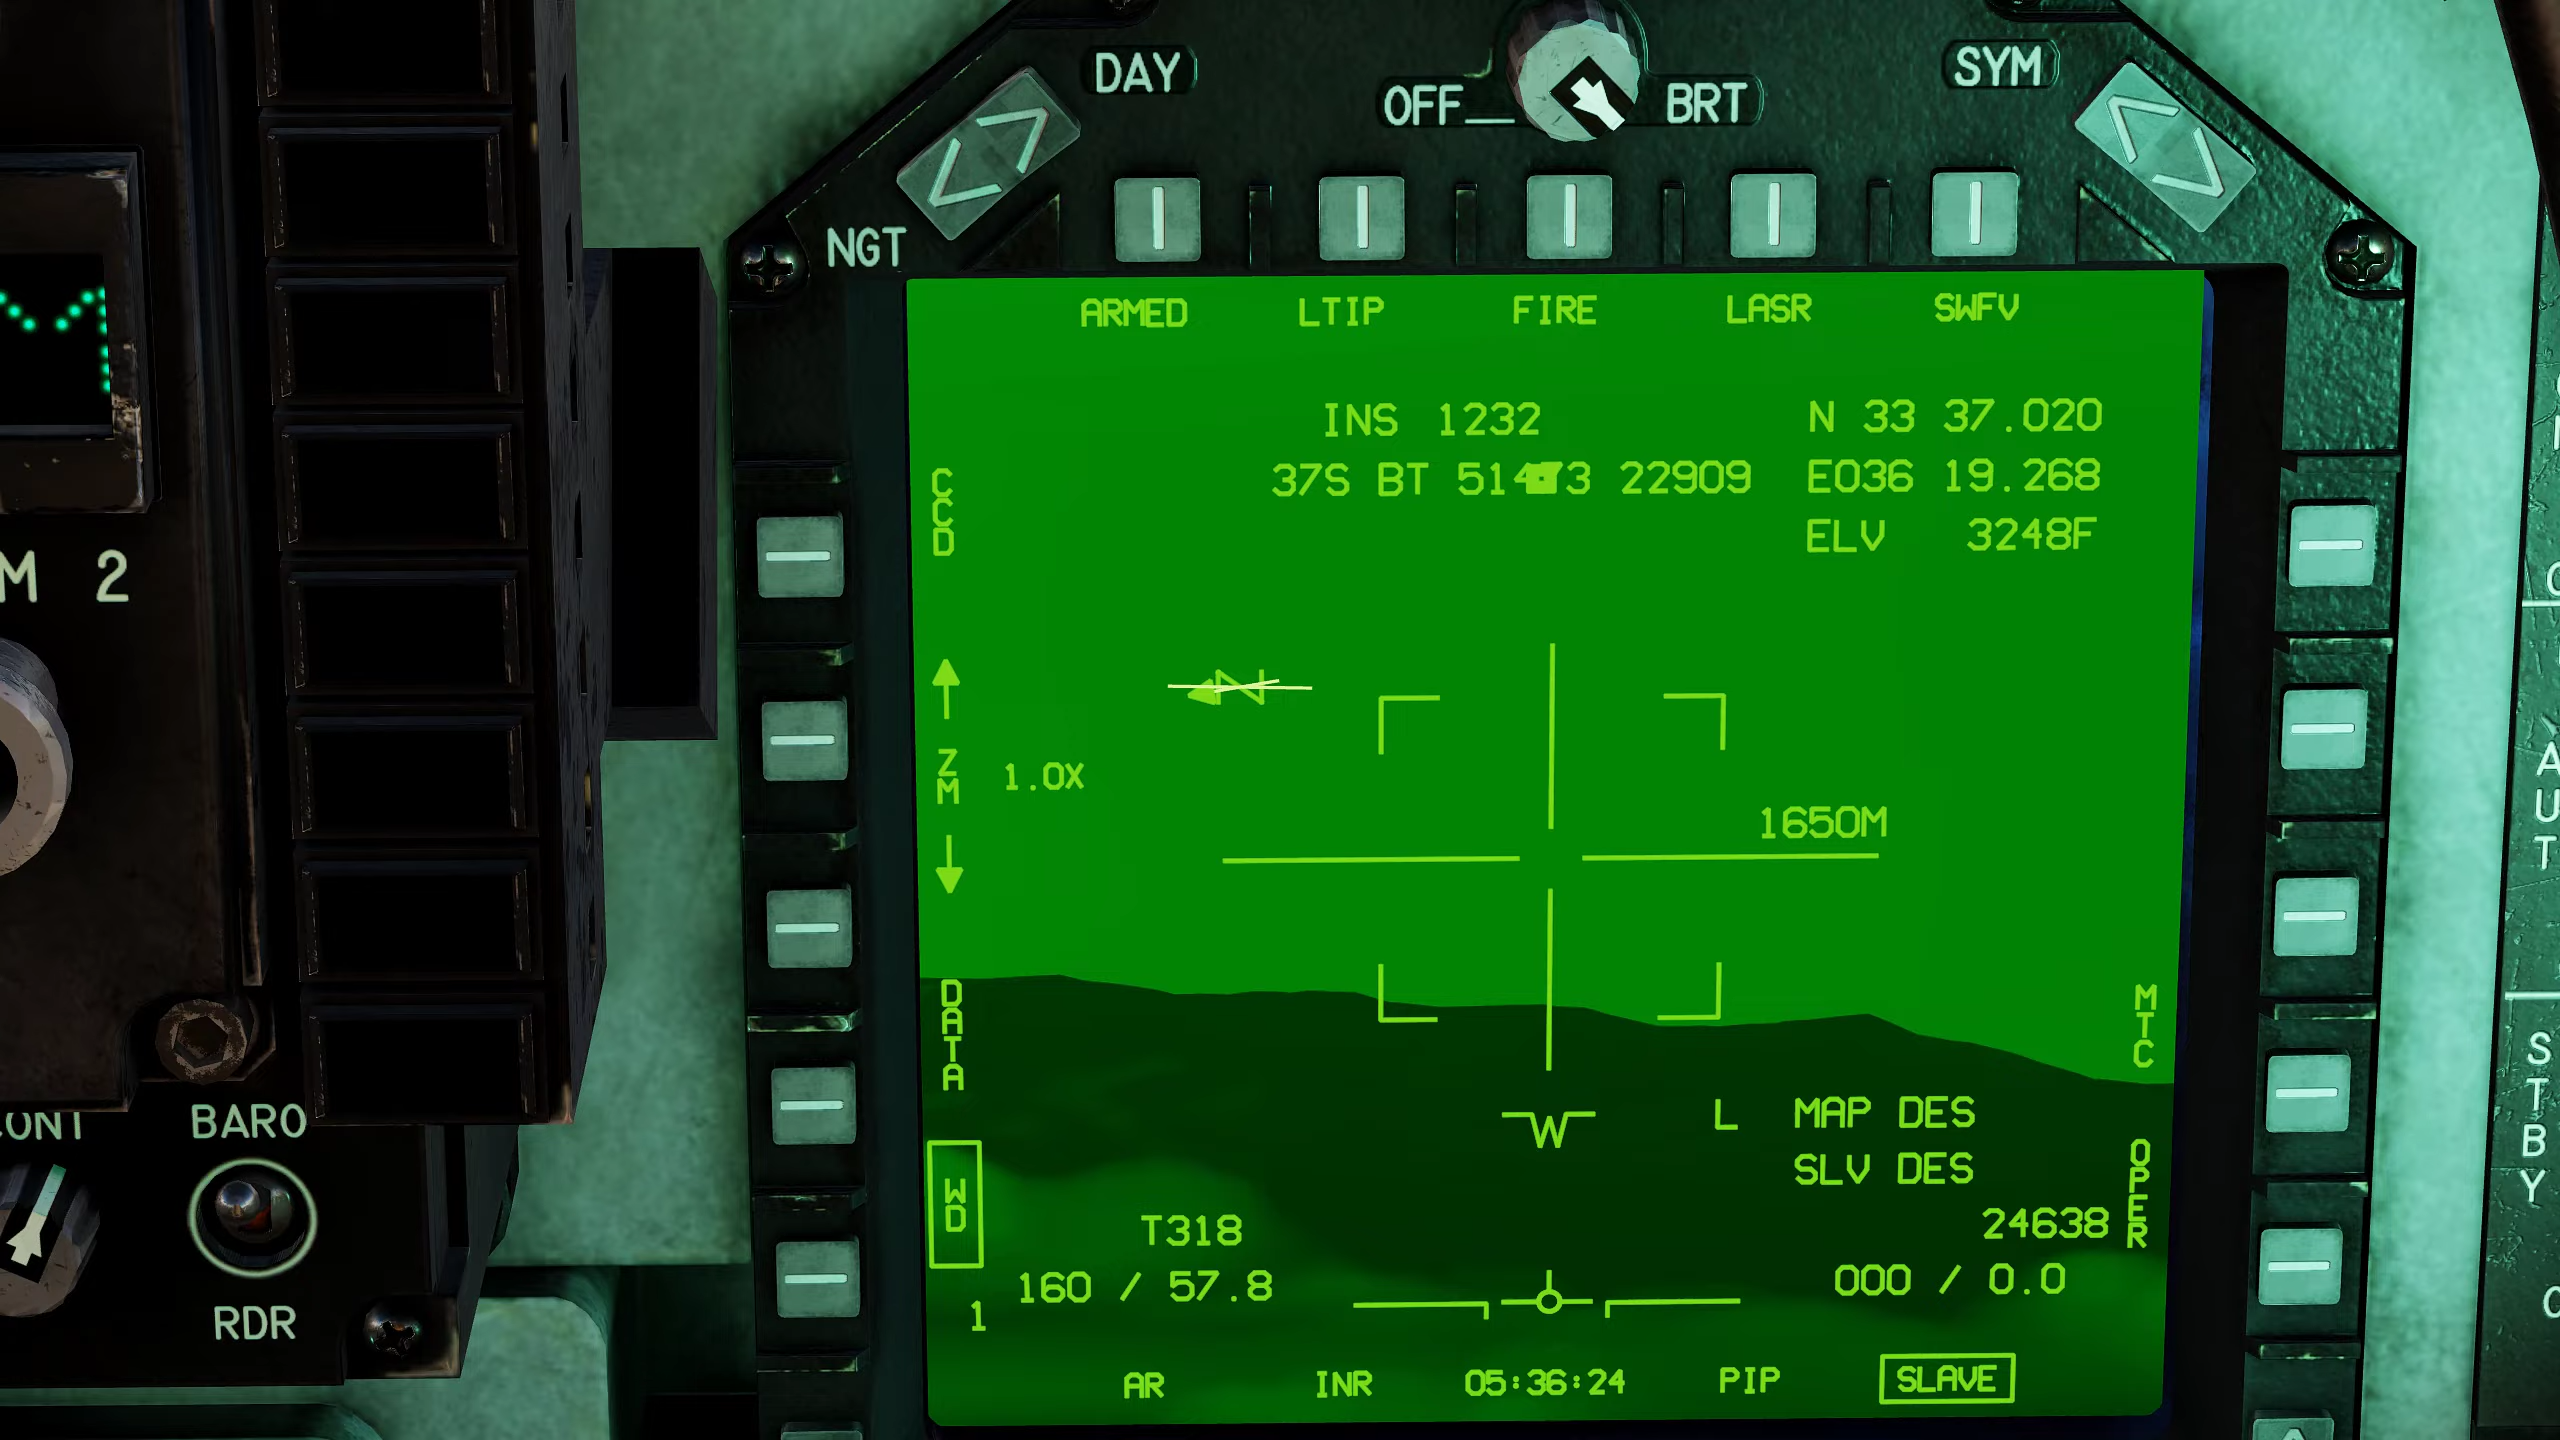 DAY
OFF
BRT
SYM
NGT
ARMED LTIP FIRE LASR SWFV
INS 1232
37S BT 51473 22909
N 33 37.020
E036 19.268
ELV 3248F
CCD
M 2
ZM
1.0X
1650M
AUT
DATA
MTC
STBY
BARO
RDR
W
L MAP DES
SLV DES
WD
OPER
T318
24638
160 / 57.8
000 / 0.0
1
AR INR 05:36:24 PIP SLAVE